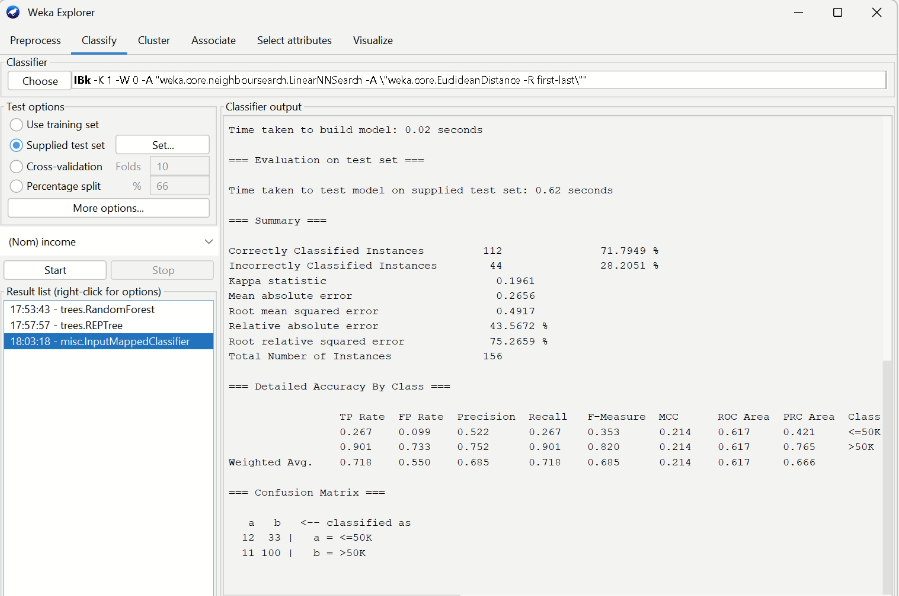 Weka Explorer
Preprocess Classify Cluster Associate Select attributes Visualize
Classifier
Choose IBk -K 1 -W 0 -A "weka.core.neighboursearch.LinearNNSearch -A \"weka.core.EuclideanDistance -R first-last\""
Test options
Use training set
Supplied test set Set...
Cross-validation Folds 10
Percentage split % 66
More options...
(Nom) income
Start Stop
Result list (right-click for options)
17:53:43 - trees.RandomForest
17:57:57 - trees.REPTree
18:03:18 - misc.InputMappedClassifier
Classifier output
Time taken to build model: 0.02 seconds
=== Evaluation on test set ===
Time taken to test model on supplied test set: 0.62 seconds
=== Summary ===
Correctly Classified Instances 112 71.7949 %
Incorrectly Classified Instances 44 28.2051 %
Kappa statistic 0.1961
Mean absolute error 0.2656
Root mean squared error 0.4917
Relative absolute error 43.5672 %
Root relative squared error 75.2659 %
Total Number of Instances 156
=== Detailed Accuracy By Class ===
TP Rate FP Rate Precision Recall F-Measure MCC ROC Area PRC Area Class
0.267 0.099 0.522 0.267 0.353 0.214 0.617 0.421 <=50K
0.901 0.733 0.752 0.901 0.820 0.214 0.617 0.765 >50K
Weighted Avg. 0.718 0.550 0.685 0.718 0.685 0.214 0.617 0.666
=== Confusion Matrix ===
a b <-- classified as
12 33 | a = <=50K
11 100 | b = >50K